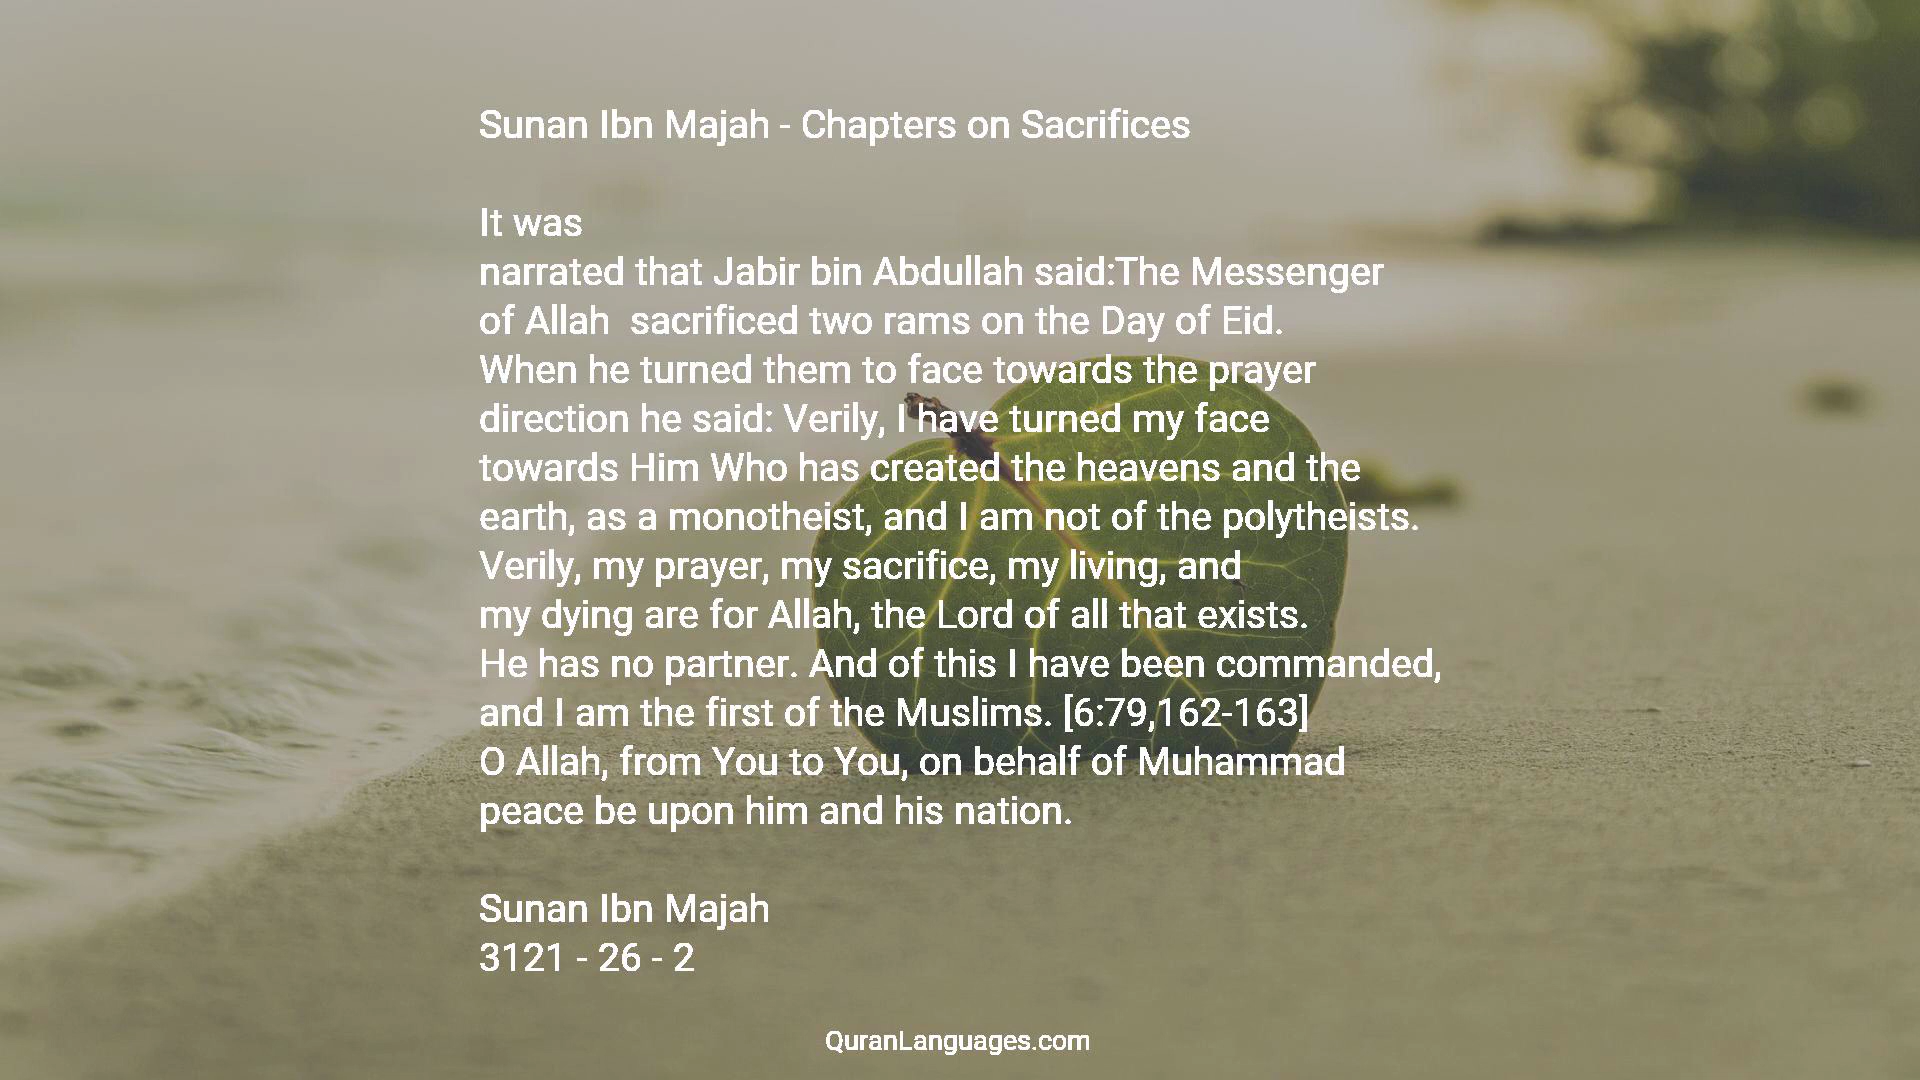 Sunan Ibn Majah - Chapters on Sacrifices
It was
narrated that Jabir bin Abdullah said:The Messenger
of Allah  sacrificed two rams on the Day of Eid.
When he turned them to face towards the prayer
direction he said: Verily, I have turned my face
towards Him Who has created the heavens and the
earth, as a monotheist, and I am not of the polytheists.
Verily, my prayer, my sacrifice, my living, and
my dying are for Allah, the Lord of all that exists.
He has no partner. And of this I have been commanded,
and I am the first of the Muslims. [6:79,162-163]
O Allah, from You to You, on behalf of Muhammad
peace be upon him and his nation.
Sunan Ibn Majah
3121 - 26 - 2
QuranLanguages.com